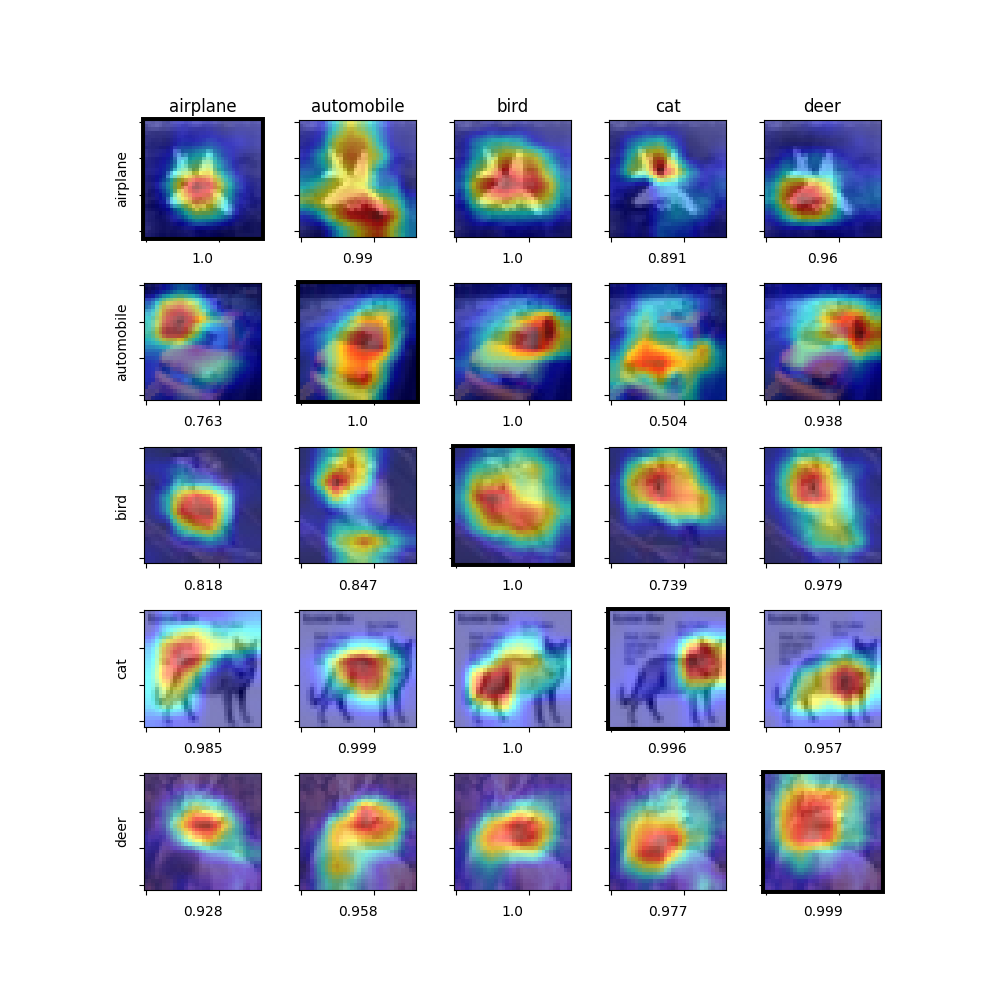 airplane automobile bird cat deer
airplane
1.0 0.99 1.0 0.891 0.96
automobile
0.763 1.0 1.0 0.504 0.938
bird
0.818 0.847 1.0 0.739 0.979
cat
0.985 0.999 1.0 0.996 0.957
deer
0.928 0.958 1.0 0.977 0.999